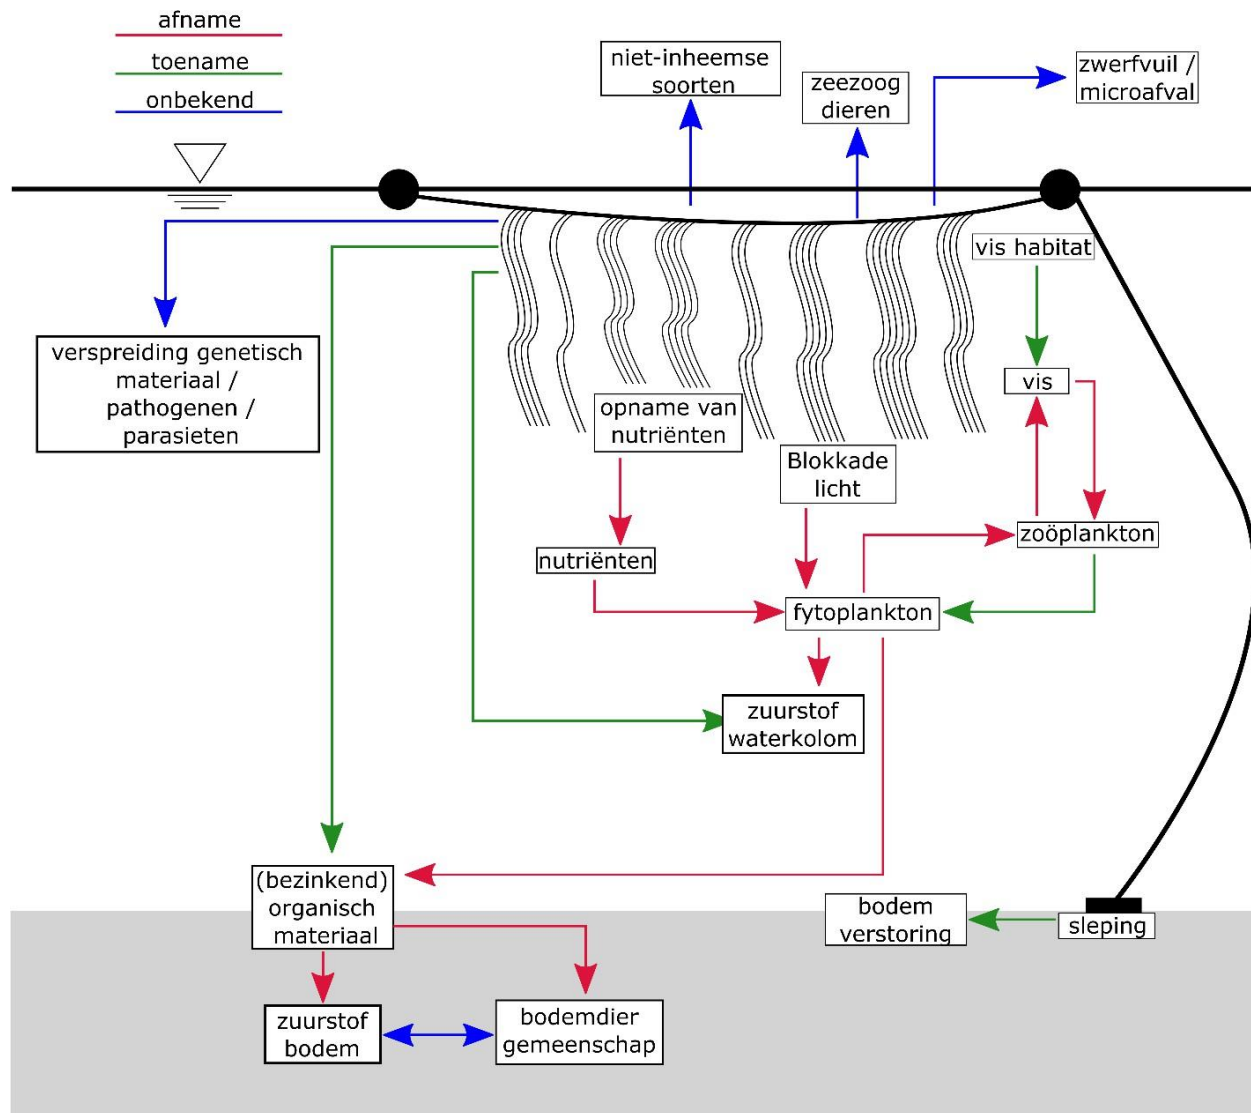 afname
toename
onbekend
niet-inheemse
soorten
zeezoog
dieren
zwerfvuil /
microafval
vis habitat
verspreiding genetisch
materiaal /
pathogenen /
parasieten
vis
opname van
nutriënten
Blokkade
licht
zoöplankton
nutriënten
fytoplankton
zuurstof
waterkolom
(bezinkend)
organisch
materiaal
bodem
verstoring
sleping
zuurstof
bodem
bodemdier
gemeenschap